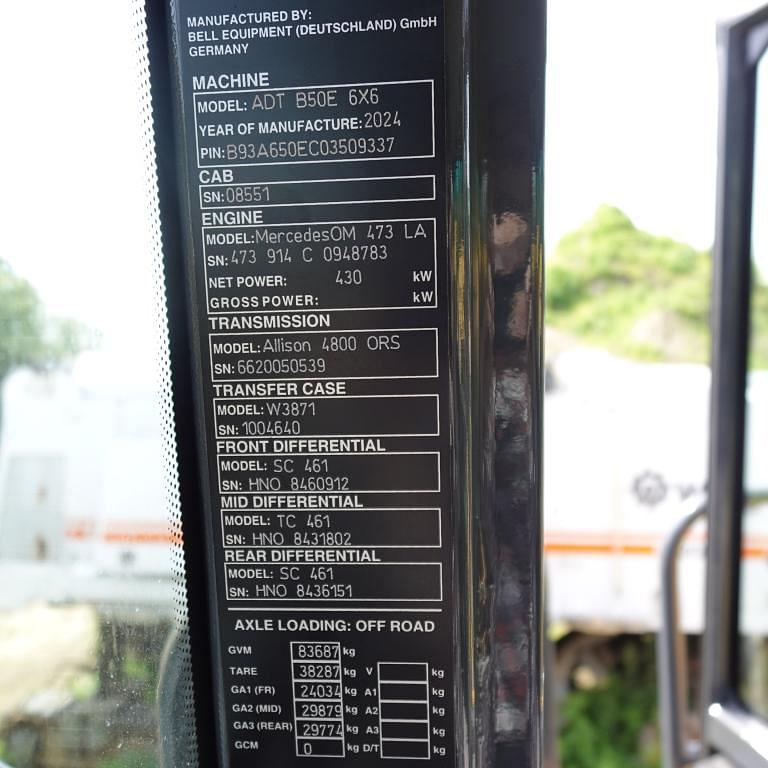 MANUFACTURED BY:
BELL EQUIPMENT (DEUTSCHLAND) GmbH
GERMANY
MACHINE
MODEL: ADT B50E 6X6
YEAR OF MANUFACTURE: 2024
PIN: B93A650EC03509337
CAB
SN: 08551
ENGINE
MODEL: MercedesOM 473 LA
SN: 473 914 C 0948783
NET POWER: 430 kW
GROSS POWER: kW
TRANSMISSION
MODEL: Allison 4800 ORS
SN: 6620050539
TRANSFER CASE
MODEL: W3871
SN: 1004640
FRONT DIFFERENTIAL
MODEL: SC 461
SN: HNO 8460912
MID DIFFERENTIAL
MODEL: TC 461
SN: HNO 8431802
REAR DIFFERENTIAL
MODEL: SC 461
SN: HNO 8436151
AXLE LOADING: OFF ROAD
GVM 83687 kg
TARE 38287 kg V kg
GA1 (FR) 24034 kg A1 kg
GA2 (MID) 29879 kg A2 kg
GA3 (REAR) 29774 kg A3 kg
GCM 0 kg D/T kg